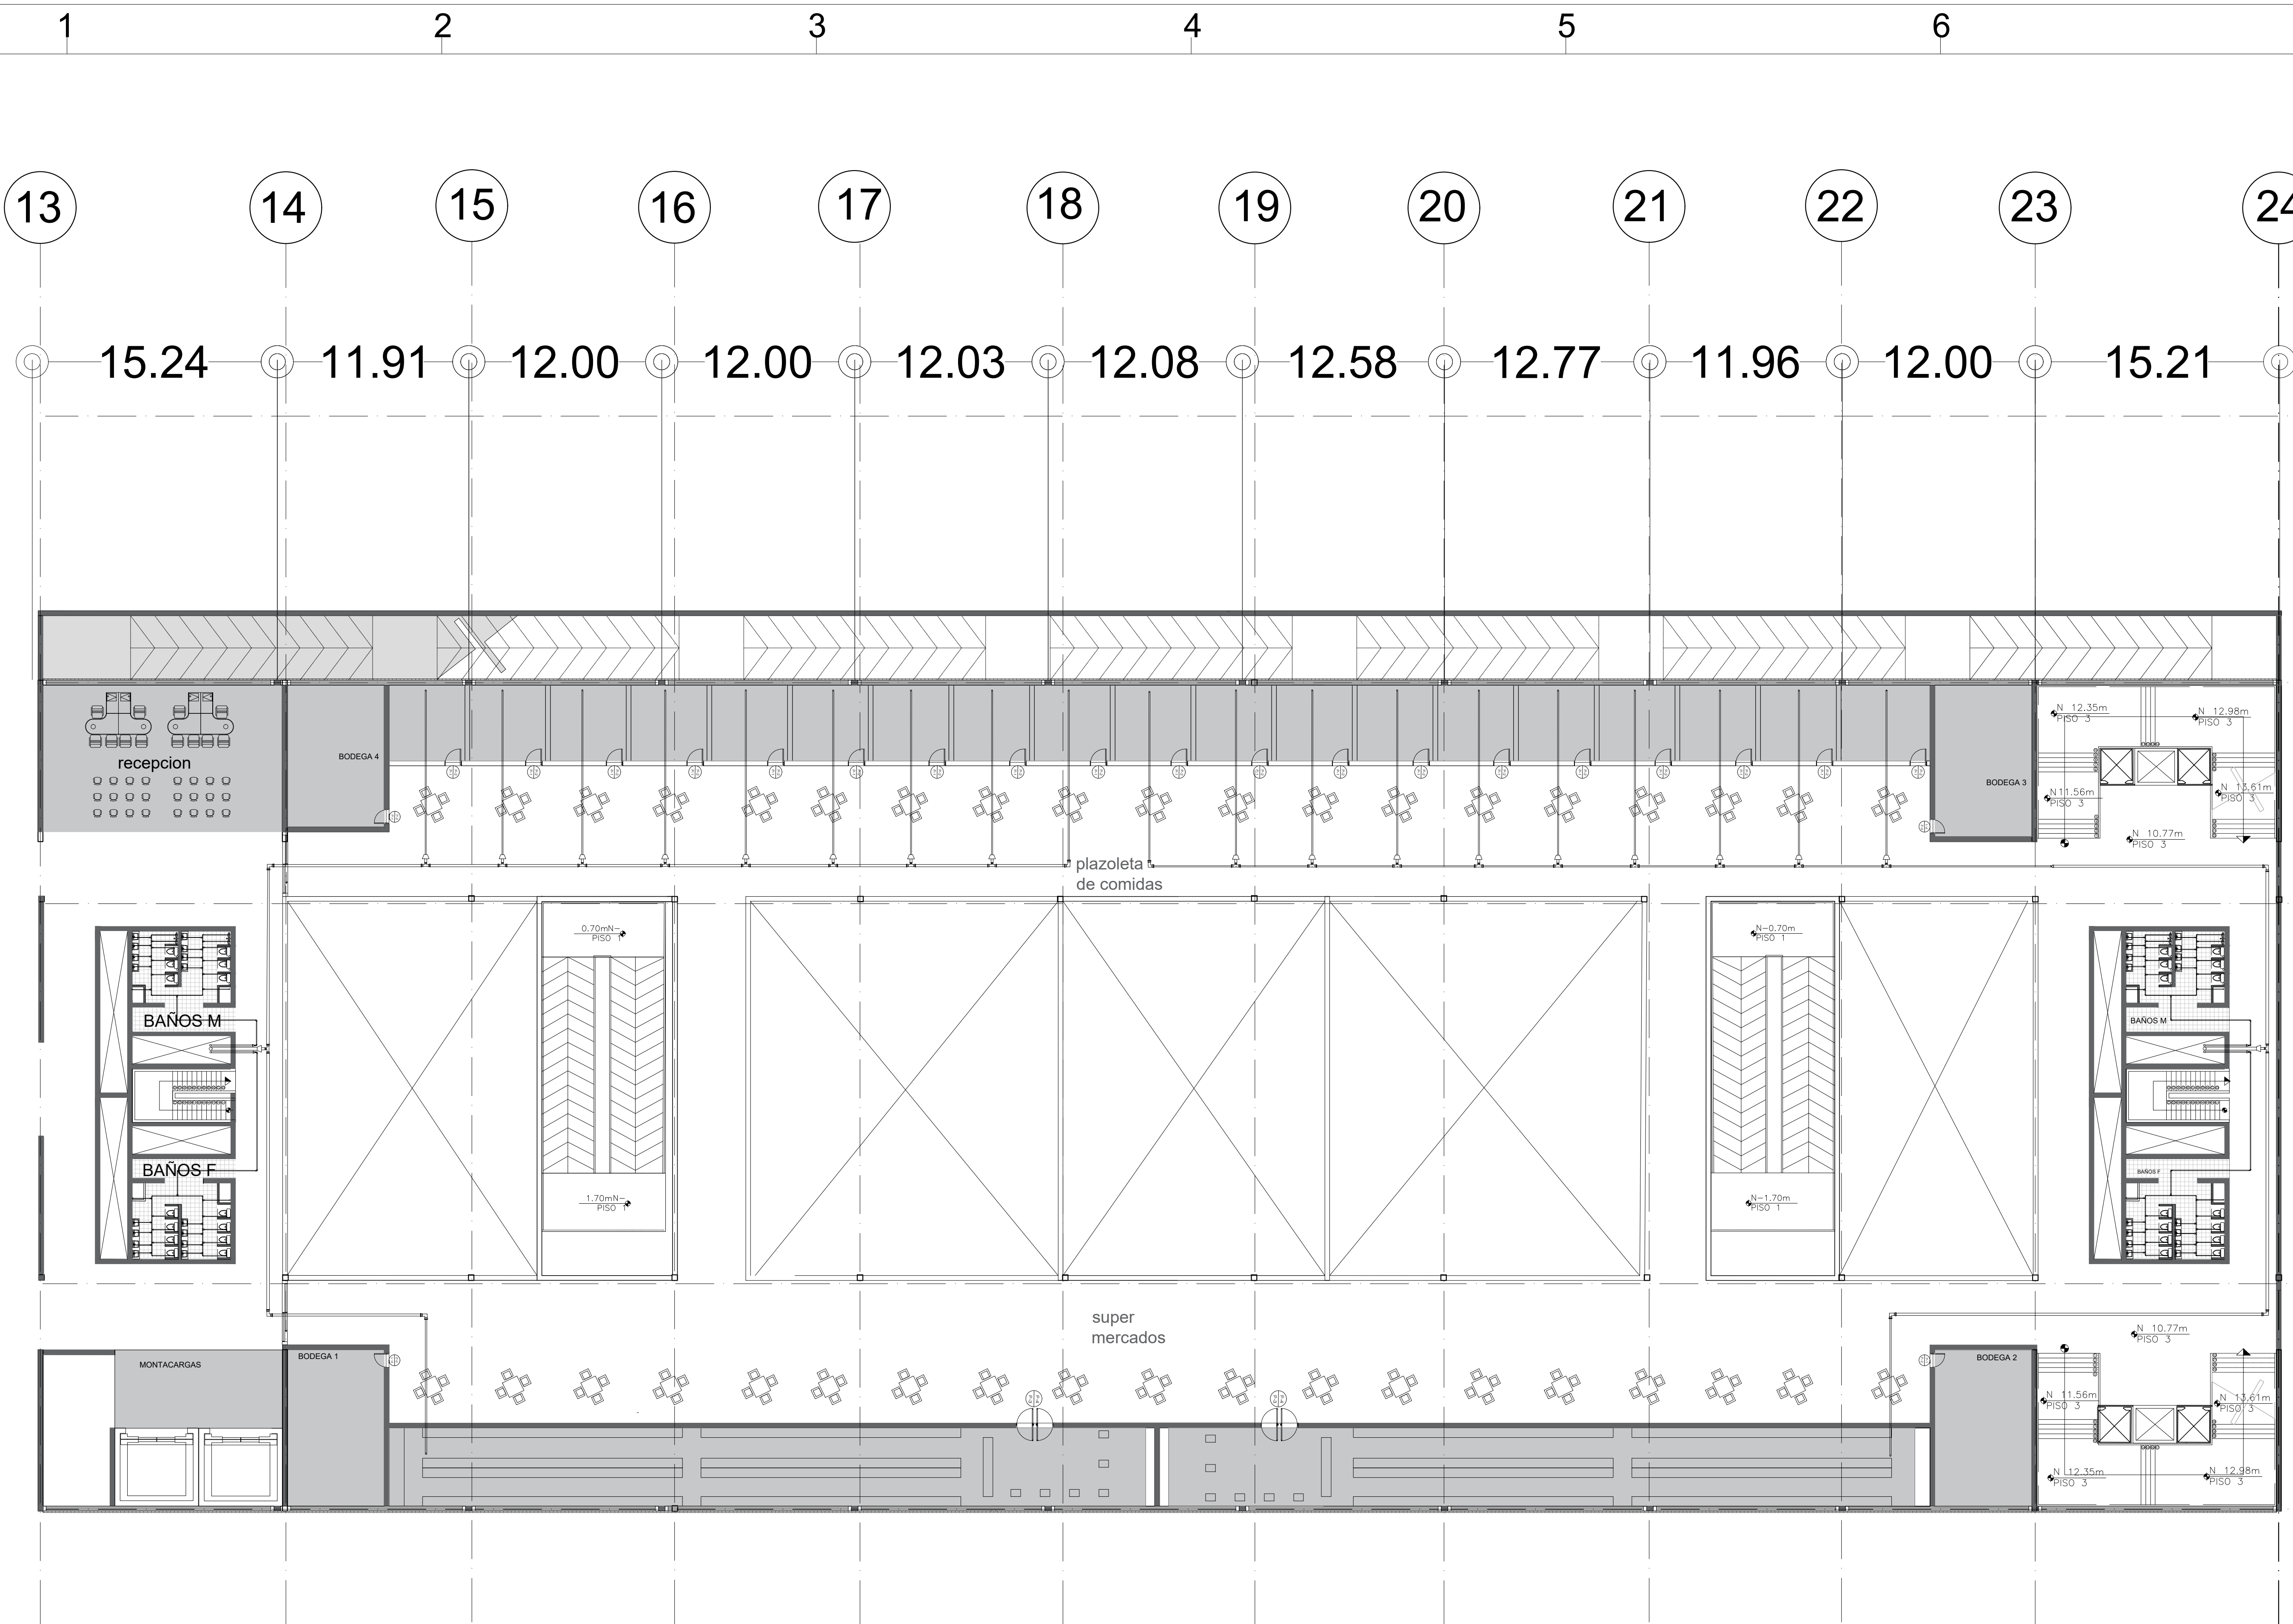 1 2 3 4 5 6
13 14 15 16 17 18 19 20 21 22 23 24
15.24 11.91 12.00 12.00 12.03 12.08 12.58 12.77 11.96 12.00 15.21
N 12.35m
PISO 3
N 12.98m
PISO 3
BODEGA 4
recepcion
BODEGA 3
N11.56m
PISO 3
N 13.61m
PISO 3
N 10.77m
PISO 3
plazoleta
de comidas
0.70mN-
PISO 1
N-0.70m
PISO 1
BAÑOS M
BAÑOS M
BAÑOS F
BAÑOS F
1.70mN-
PISO 1
N-1.70m
PISO 1
super
mercados
N 10.77m
PISO 3
MONTACARGAS
BODEGA 1
BODEGA 2
N 11.56m
PISO 3
N 13.61m
PISO 3
N 12.35m
PISO 3
N 12.98m
PISO 3